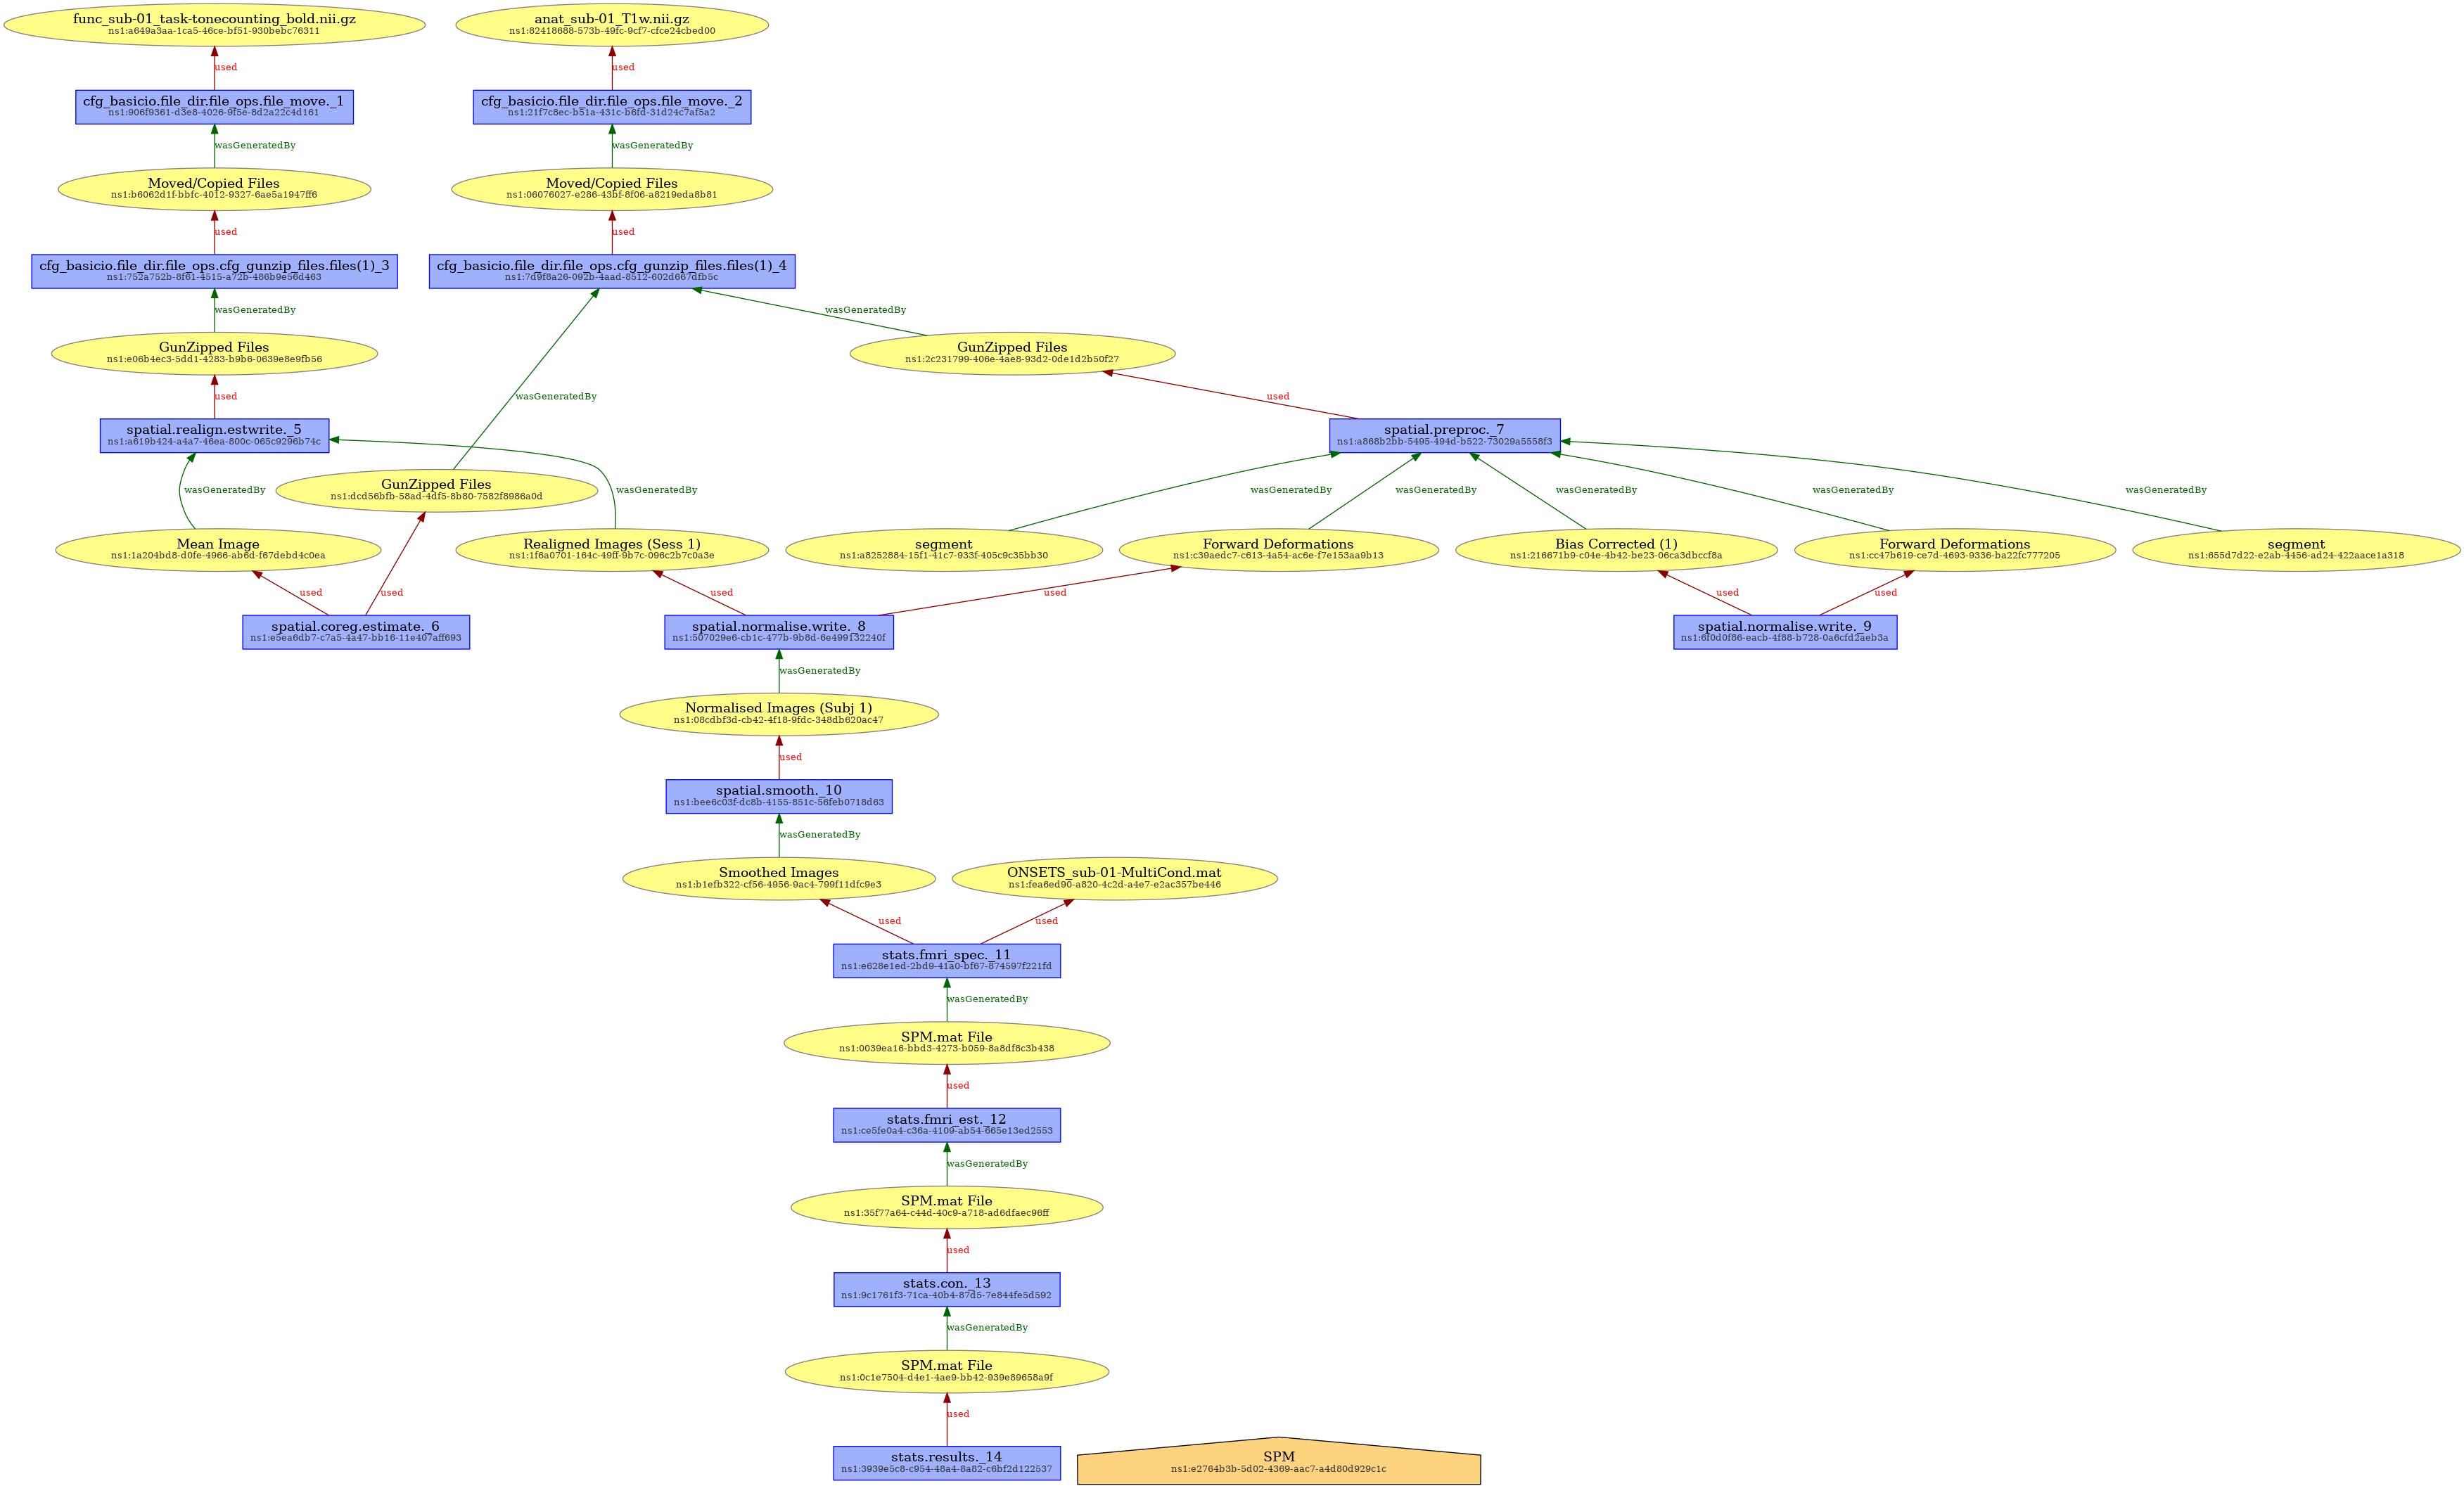 func_sub-01_task-tonecounting_bold.nii.gz
ns1:a649a3aa-1ca5-46ce-bf51-930bebc76311
anat_sub-01_T1w.nii.gz
ns1:82418688-573b-49fc-9cf7-cfce24cbed00
used
used
cfg_basicio.file_dir.file_ops.file_move._1
ns1:906f9361-d3e8-4026-9f5e-8d2a22c4d161
cfg_basicio.file_dir.file_ops.file_move._2
ns1:21f7c8ec-b51a-431c-b6fd-31d24c7af5a2
wasGeneratedBy
wasGeneratedBy
Moved/Copied Files
ns1:b6062d1f-bbfc-4012-9327-6ae5a1947ff6
Moved/Copied Files
ns1:06076027-e286-43bf-8f06-a8219eda8b81
used
used
cfg_basicio.file_dir.file_ops.cfg_gunzip_files.files(1)_3
ns1:752a752b-8f61-4515-a72b-486b9e56d463
cfg_basicio.file_dir.file_ops.cfg_gunzip_files.files(1)_4
ns1:7d9f8a26-092b-4aad-8512-602d667dfb5c
wasGeneratedBy
wasGeneratedBy
GunZipped Files
ns1:e06b4ec3-5dd1-4283-b9b6-0639e8e9fb56
GunZipped Files
ns1:2c231799-406e-4ae8-93d2-0de1d2b50f27
used
wasGeneratedBy
used
spatial.realign.estwrite._5
ns1:a619b424-a4a7-46ea-800c-065c9296b74c
spatial.preproc._7
ns1:a868b2bb-5495-494d-b522-73029a5558f3
wasGeneratedBy
GunZipped Files
ns1:dcd56bfb-58ad-4df5-8b80-7582f8986a0d
wasGeneratedBy
wasGeneratedBy
wasGeneratedBy
wasGeneratedBy
wasGeneratedBy
wasGeneratedBy
Mean Image
ns1:1a204bd8-d0fe-4966-ab6d-f67debd4c0ea
Realigned Images (Sess 1)
ns1:1f6a0701-164c-49ff-9b7c-096c2b7c0a3e
segment
ns1:a8252884-15f1-41c7-933f-405c9c35bb30
Forward Deformations
ns1:c39aedc7-c613-4a54-ac6e-f7e153aa9b13
Bias Corrected (1)
ns1:216671b9-c04e-4b42-be23-06ca3dbccf8a
Forward Deformations
ns1:cc47b619-ce7d-4693-9336-ba22fc777205
segment
ns1:655d7d22-e2ab-4456-ad24-422aace1a318
used
used
used
used
used
used
spatial.coreg.estimate._6
ns1:e5ea6db7-c7a5-4a47-bb16-11e407aff693
spatial.normalise.write._8
ns1:507029e6-cb1c-477b-9b8d-6e499132240f
spatial.normalise.write._9
ns1:6f0d0f86-eacb-4f88-b728-0a6cfd2aeb3a
wasGeneratedBy
Normalised Images (Subj 1)
ns1:08cdbf3d-cb42-4f18-9fdc-348db620ac47
used
spatial.smooth._10
ns1:bee6c03f-dc8b-4155-851c-56feb0718d63
wasGeneratedBy
Smoothed Images
ns1:b1efb322-cf56-4956-9ac4-799f11dfc9e3
ONSETS_sub-01-MultiCond.mat
ns1:fea6ed90-a820-4c2d-a4e7-e2ac357be446
used
used
stats.fmri_spec._11
ns1:e628e1ed-2bd9-41a0-bf67-874597f221fd
wasGeneratedBy
SPM.mat File
ns1:0039ea16-bbd3-4273-b059-8a8df8c3b438
used
stats.fmri_est._12
ns1:ce5fe0a4-c36a-4109-ab54-665e13ed2553
wasGeneratedBy
SPM.mat File
ns1:35f77a64-c44d-40c9-a718-ad6dfaec96ff
used
stats.con._13
ns1:9c1761f3-71ca-40b4-87d5-7e844fe5d592
wasGeneratedBy
SPM.mat File
ns1:0c1e7504-d4e1-4ae9-bb42-939e89658a9f
used
stats.results._14
ns1:3939e5c8-c954-48a4-8a82-c6bf2d122537
SPM
ns1:e2764b3b-5d02-4369-aac7-a4d80d929c1c